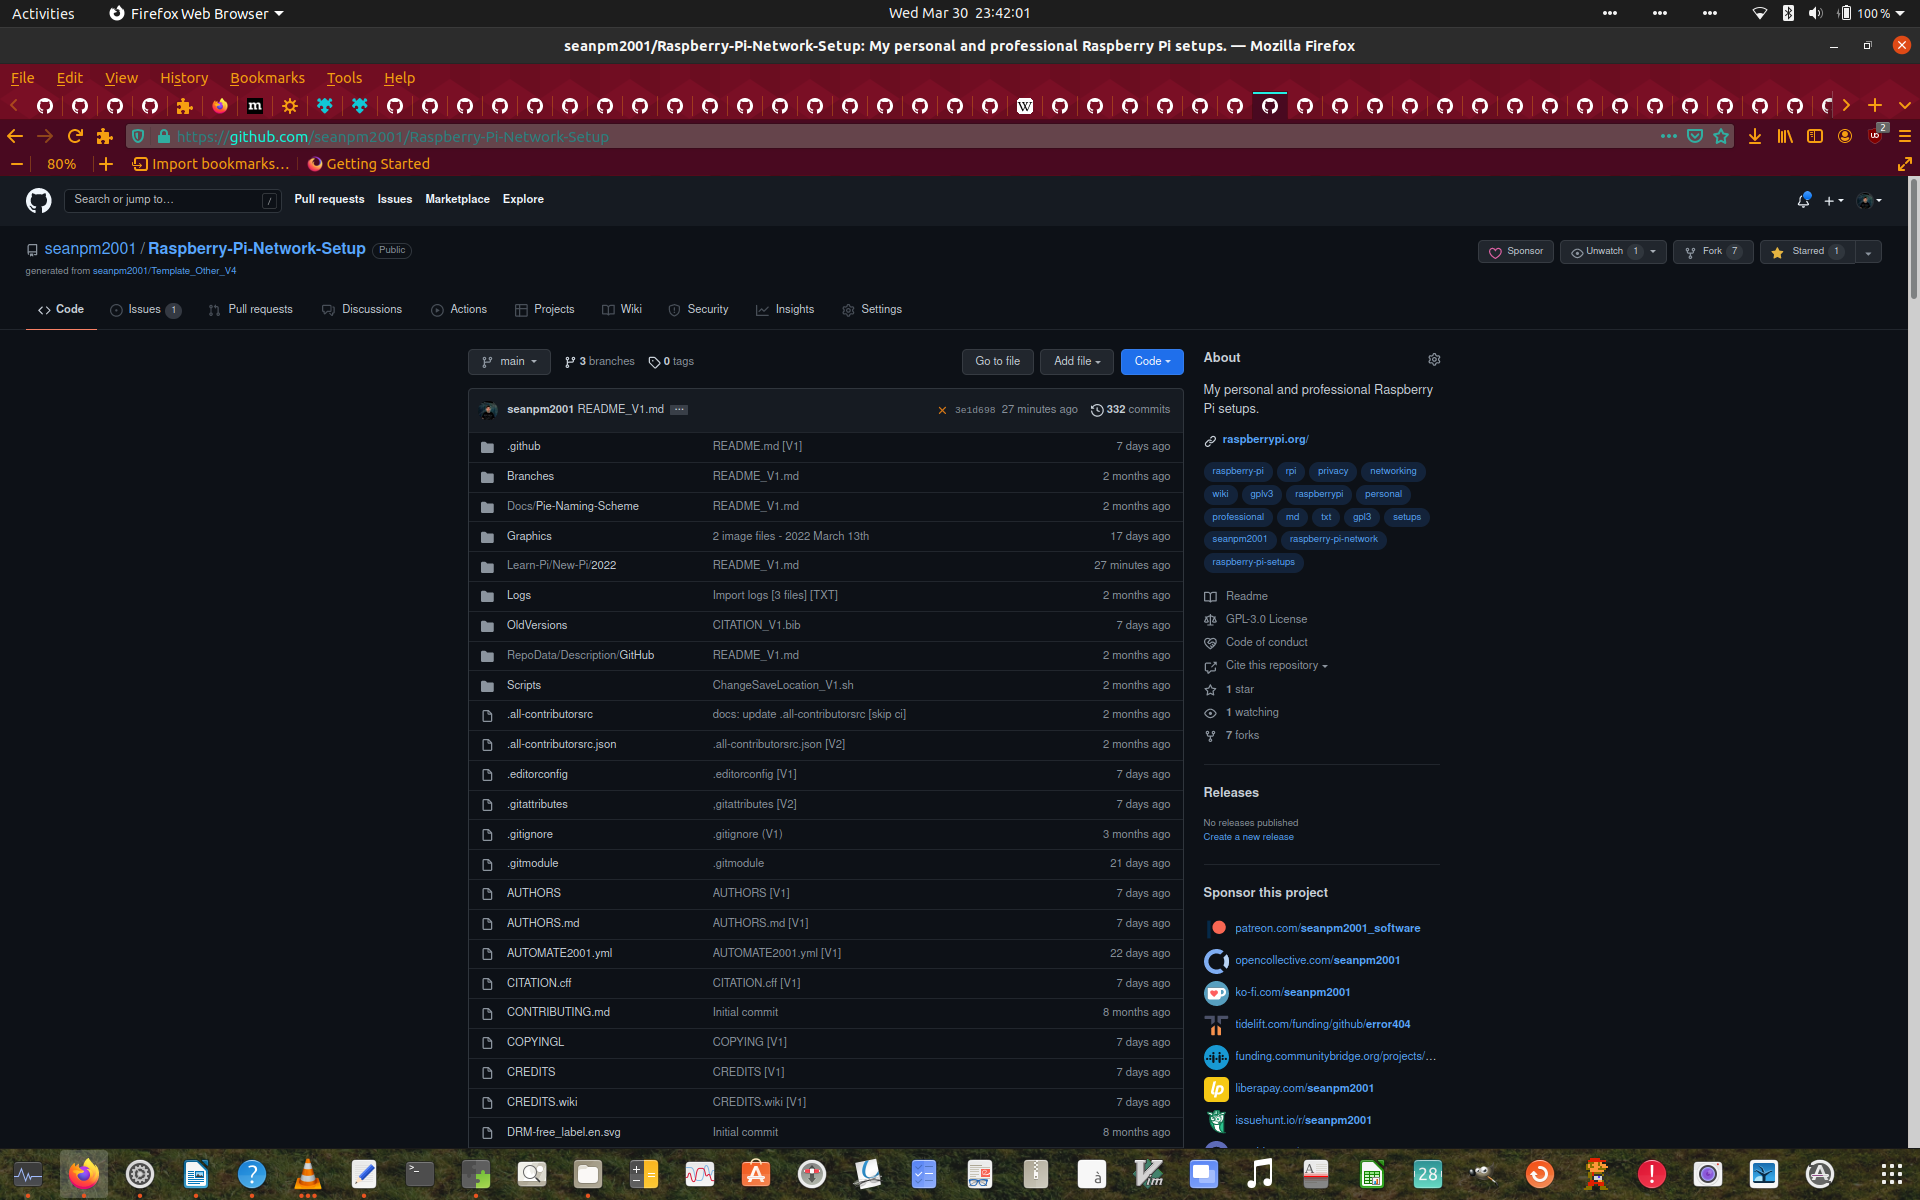 Activities Firefox Web Browser Wed Mar 30 23:42:01 100 %
seanpm2001/Raspberry-Pi-Network-Setup: My personal and professional Raspberry Pi setups. — Mozilla Firefox
File Edit View History Bookmarks Tools Help
https://github.com/seanpm2001/Raspberry-Pi-Network-Setup 2
80% Import bookmarks... Getting Started
Search or jump to... / Pull requests Issues Marketplace Explore
seanpm2001 / Raspberry-Pi-Network-Setup Public Sponsor Unwatch 1 Fork 7 Starred 1
generated from seanpm2001/Template_Other_V4
Code Issues 1 Pull requests Discussions Actions Projects Wiki Security Insights Settings
main 3 branches 0 tags Go to file Add file Code
seanpm2001 README_V1.md ... 3e1d698 27 minutes ago 332 commits
.github README.md [V1] 7 days ago
Branches README_V1.md 2 months ago
Docs/Pie-Naming-Scheme README_V1.md 2 months ago
Graphics 2 image files - 2022 March 13th 17 days ago
Learn-Pi/New-Pi/2022 README_V1.md 27 minutes ago
Logs Import logs [3 files] [TXT] 2 months ago
OldVersions CITATION_V1.bib 7 days ago
RepoData/Description/GitHub README_V1.md 2 months ago
Scripts ChangeSaveLocation_V1.sh 2 months ago
.all-contributorsrc docs: update .all-contributorsrc [skip ci] 2 months ago
.all-contributorsrc.json .all-contributorsrc.json [V2] 2 months ago
.editorconfig .editorconfig [V1] 7 days ago
.gitattributes ,gitattributes [V2] 7 days ago
.gitignore .gitignore (V1) 3 months ago
.gitmodule .gitmodule 21 days ago
AUTHORS AUTHORS [V1] 7 days ago
AUTHORS.md AUTHORS.md [V1] 7 days ago
AUTOMATE2001.yml AUTOMATE2001.yml [V1] 22 days ago
CITATION.cff CITATION.cff [V1] 7 days ago
CONTRIBUTING.md Initial commit 8 months ago
COPYINGL COPYING [V1] 7 days ago
CREDITS CREDITS [V1] 7 days ago
CREDITS.wiki CREDITS.wiki [V1] 7 days ago
DRM-free_label.en.svg Initial commit 8 months ago
About
My personal and professional Raspberry
Pi setups.
raspberrypi.org/
raspberry-pi rpi privacy networking
wiki gplv3 raspberrypi personal
professional md txt gpl3 setups
seanpm2001 raspberry-pi-network
raspberry-pi-setups
Readme
GPL-3.0 License
Code of conduct
Cite this repository
1 star
1 watching
7 forks
Releases
No releases published
Create a new release
Sponsor this project
patreon.com/seanpm2001_software
opencollective.com/seanpm2001
ko-fi.com/seanpm2001
tidelift.com/funding/github/error404
funding.communitybridge.org/projects/...
liberapay.com/seanpm2001
issuehunt.io/r/seanpm2001
28